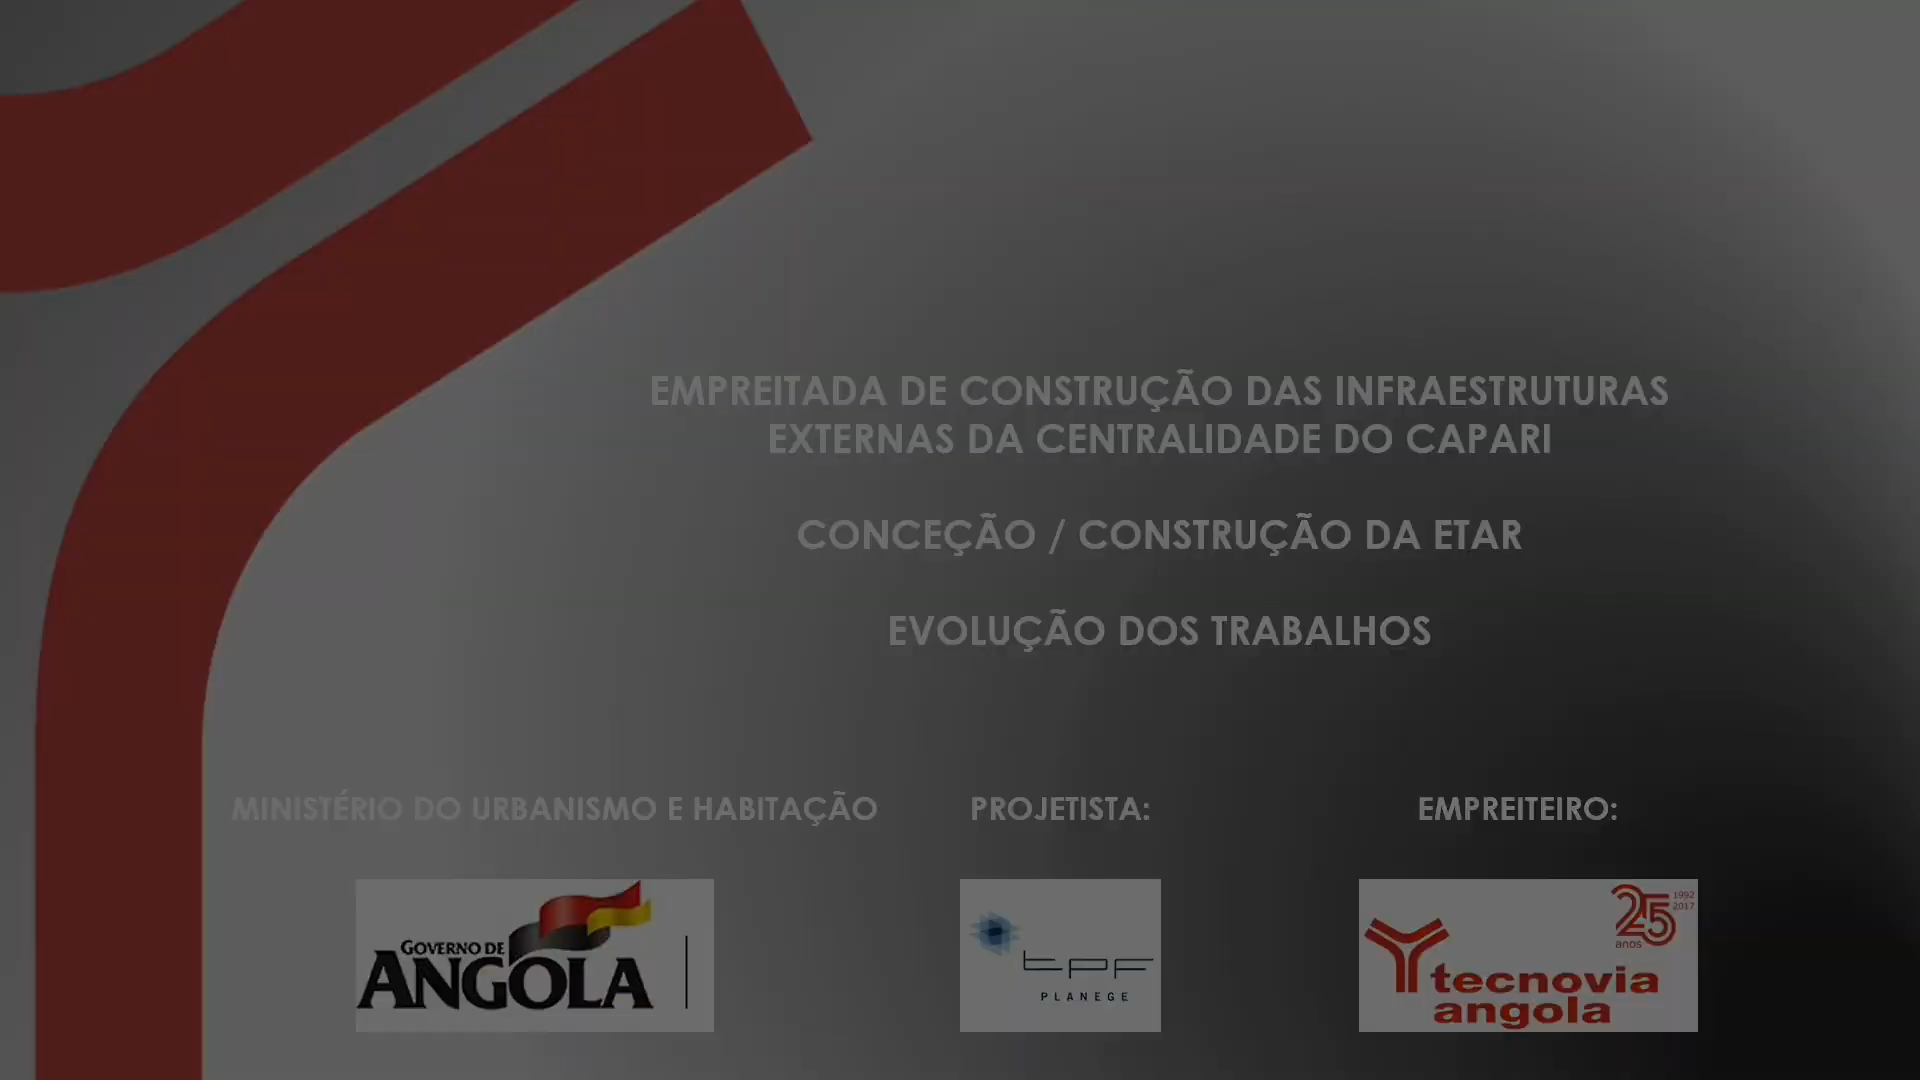 EMPREITADA DE CONSTRUÇÃO DAS INFRAESTRUTURAS
EXTERNAS DA CENTRALIDADE DO CAPARI
CONCEÇÃO / CONSTRUÇÃO DA ETAR
EVOLUÇÃO DOS TRABALHOS
MINISTÉRIO DO URBANISMO E HABITAÇÃO
PROJETISTA:
EMPREITEIRO:
GOVERNO DE
ANGOLA
tpf
PLANEGE
25
1992
2017
anos
tecnovia
angola